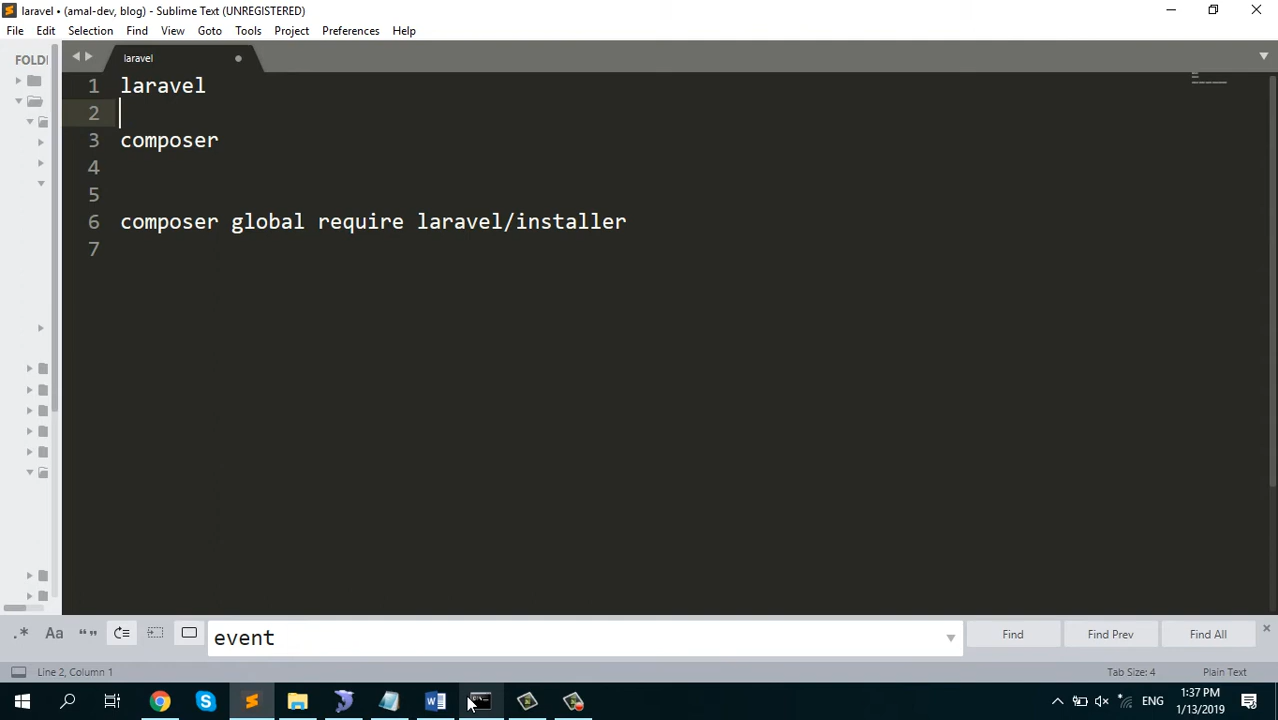 laravel • (amal-dev, blog) - Sublime Text (UNREGISTERED)
File Edit Selection Find View Goto Tools Project Preferences Help
FOLD
laravel
1 laravel
2
3 composer
4
5
6 composer global require laravel/installer
7
.* Aa “” event Find Find Prev Find All
Line 2, Column 1 Tab Size: 4 Plain Text
ENG 1:37 PM
1/13/2019